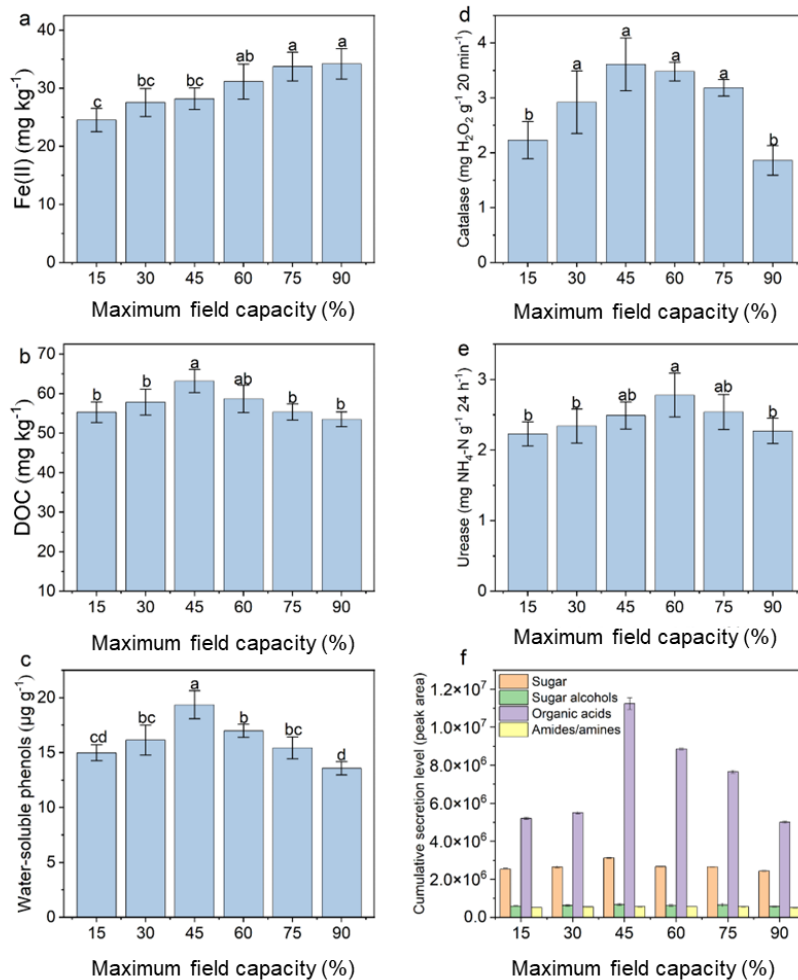 a
Fe(II) (mg kg⁻¹)
40
30
20
10
0
c
bc
bc
ab
a
a
15 30 45 60 75 90
Maximum field capacity (%)
b
DOC (mg kg⁻¹)
70
60
50
40
30
20
10
b
b
a
ab
b
b
15 30 45 60 75 90
Maximum field capacity (%)
c
Water-soluble phenols (µg g⁻¹)
20
15
10
5
0
cd
bc
a
b
bc
d
15 30 45 60 75 90
Maximum field capacity (%)
d
Catalase (mg H₂O₂ g⁻¹ 20 min⁻¹)
4
3
2
1
0
b
a
a
a
a
b
15 30 45 60 75 90
Maximum field capacity (%)
e
Urease (mg NH₄-N g⁻¹ 24 h⁻¹)
3
2
1
0
b
b
ab
a
ab
b
15 30 45 60 75 90
Maximum field capacity (%)
f
Cumulative secretion level (peak area)
1.2×10⁷
1.0×10⁷
8.0×10⁶
6.0×10⁶
4.0×10⁶
2.0×10⁶
0.0
Sugar
Sugar alcohols
Organic acids
Amides/amines
15 30 45 60 75 90
Maximum field capacity (%)